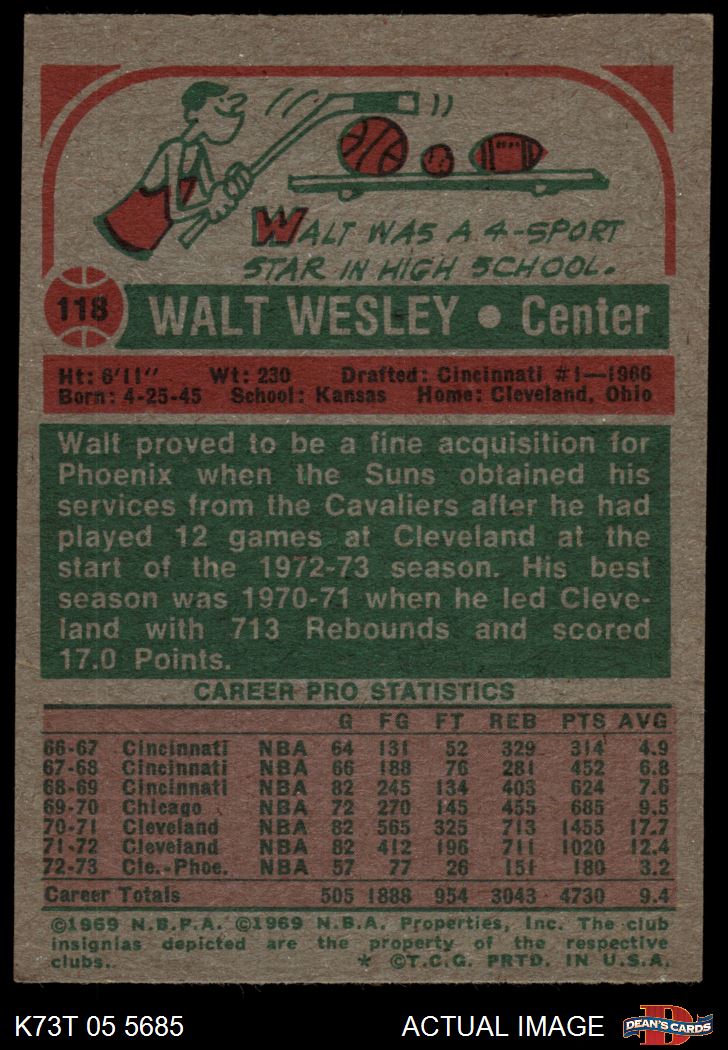 WALT WAS A 4-SPORT
STAR IN HIGH SCHOOL.
118 WALT WESLEY • Center
Ht: 6'11" Wt: 230 Drafted: Cincinnati #1—1966
Born: 4-25-45 School: Kansas Home: Cleveland, Ohio
Walt proved to be a fine acquisition for
Phoenix when the Suns obtained his
services from the Cavaliers after he had
played 12 games at Cleveland at the
start of the 1972-73 season. His best
season was 1970-71 when he led Cleve-
land with 713 Rebounds and scored
17.0 Points.
CAREER PRO STATISTICS
G FG FT REB PTS AVG
66-67 Cincinnati NBA 64 131 52 329 314 4.9
67-68 Cincinnati NBA 66 188 76 281 452 6.8
68-69 Cincinnati NBA 82 245 134 403 624 7.6
69-70 Chicago NBA 72 270 145 455 685 9.5
70-71 Cleveland NBA 82 565 325 713 1455 17.7
71-72 Cleveland NBA 82 412 196 711 1020 12.4
72-73 Cle.-Phoe. NBA 57 77 26 151 180 3.2
Career Totals 505 1888 954 3043 4730 9.4
©1969 N.B.P.A. ©1969 N.B.A. Properties, Inc. The club
insignias depicted are the property of the respective
clubs. * ©T.C.G. PRTD. IN U.S.A.
K73T 05 5685 ACTUAL IMAGE
D
DEAN'S CARDS